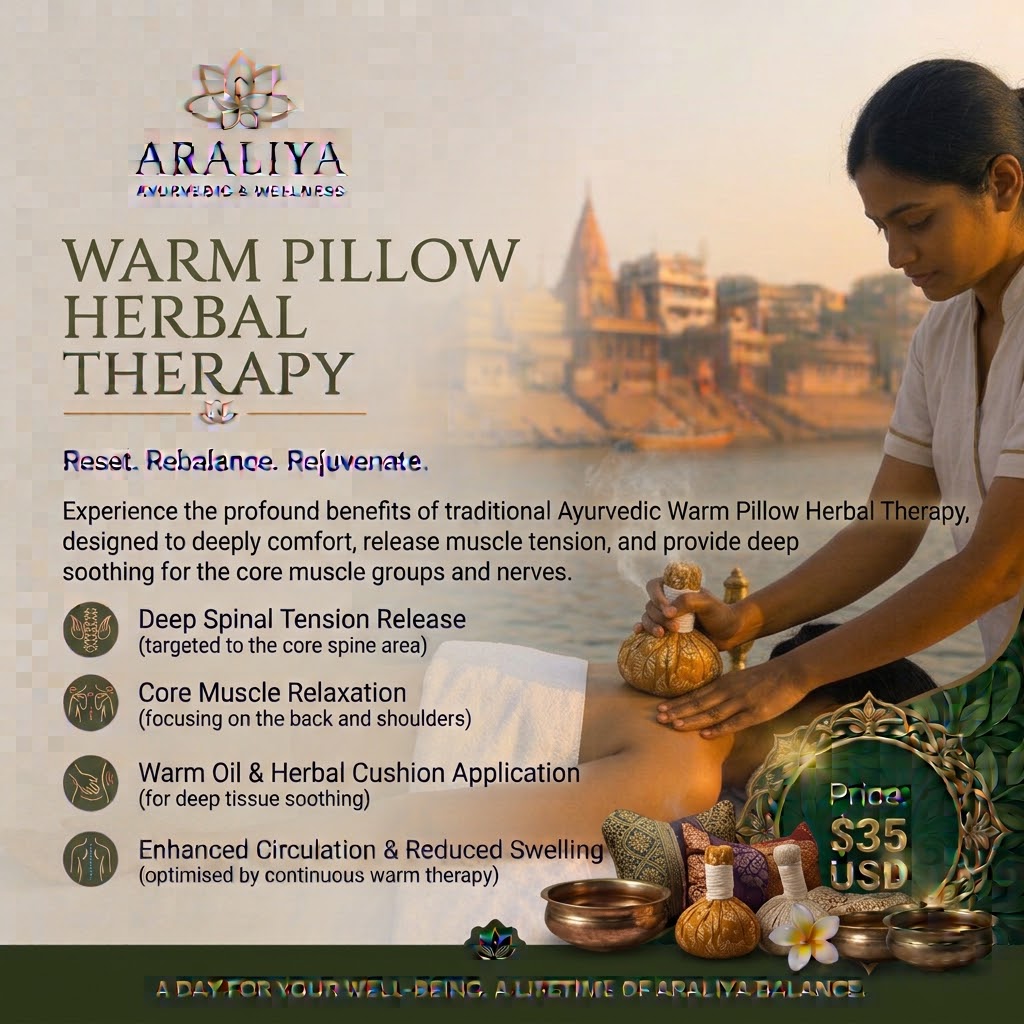 ARALIYA
AYURVEDIC & WELLNESS
WARM PILLOW
HERBAL
THERAPY
Reset. Rebalance. Rejuvenate.
Experience the profound benefits of traditional Ayurvedic Warm Pillow Herbal Therapy,
designed to deeply comfort, release muscle tension, and provide deep
soothing for the core muscle groups and nerves.
Deep Spinal Tension Release
(targeted to the core spine area)
Core Muscle Relaxation
(focusing on the back and shoulders)
Warm Oil & Herbal Cushion Application
(for deep tissue soothing)
Enhanced Circulation & Reduced Swelling
(optimised by continuous warm therapy)
Price:
$35
USD
A DAY FOR YOUR WELL-BEING. A LIFETIME OF ARALIYA BALANCE.